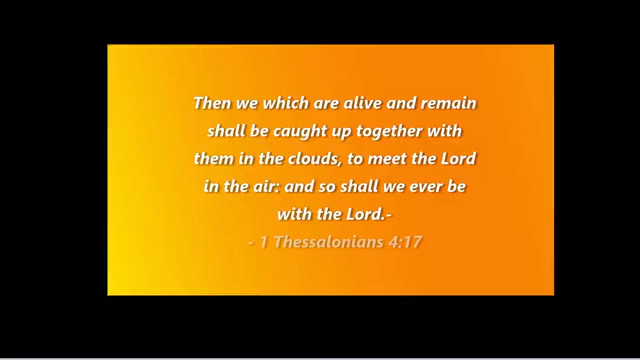 Then we which are alive and remain
shall be caught up together with
them in the clouds, to meet the Lord
in the air: and so shall we ever be
with the Lord.-
- 1 Thessalonians 4:17